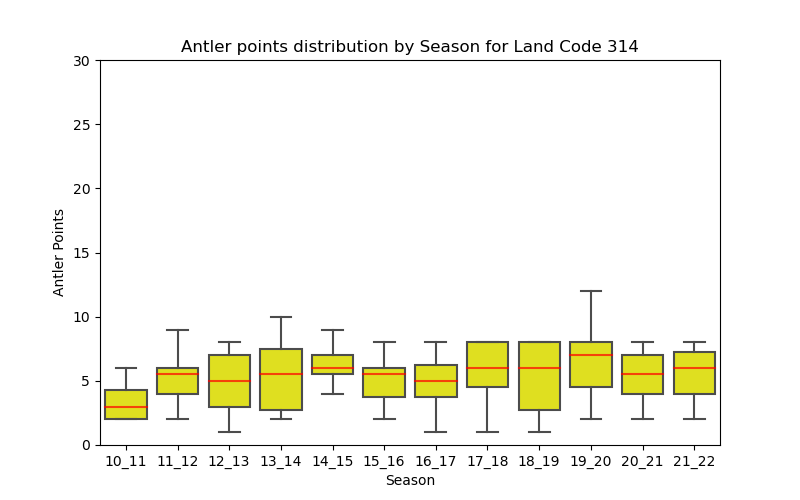 Antler points distribution by Season for Land Code 314
30
25
20
15
10
5
0
Antler Points
10_11 11_12 12_13 13_14 14_15 15_16 16_17 17_18 18_19 19_20 20_21 21_22
Season